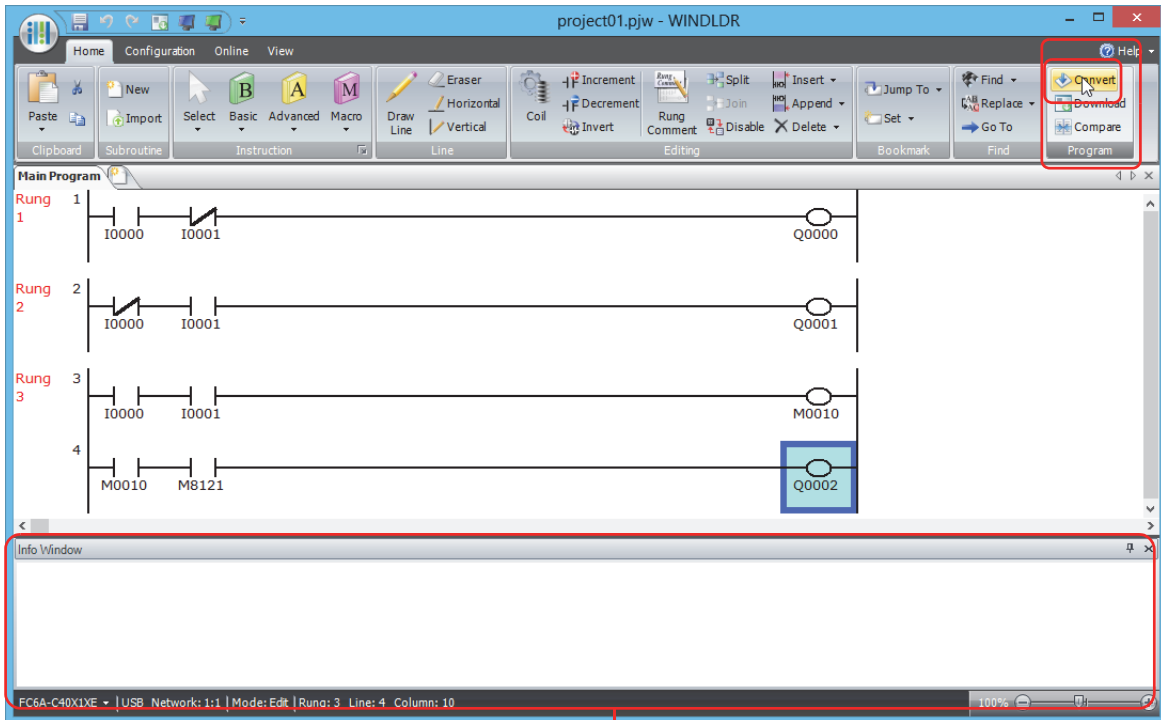 project01.pjw - WINDLDR
Home Configuration Online View Help
Paste
New
Import
Select Basic Advanced Macro
B A M
Draw Line
Eraser
Horizontal
Vertical
Coil
Increment
Decrement
Invert
Rung Comment
Split
Join
Disable
Insert
Append
Delete
Jump To
Set
Find
Replace
Go To
Convert
Download
Compare
Clipboard Subroutine Instruction Line Editing Bookmark Find Program
Main Program
Rung 1
1
I0000 I0001 Q0000
Rung 2
2
I0000 I0001 Q0001
Rung 3
3
I0000 I0001 M0010
4
M0010 M8121 Q0002
Info Window
FC6A-C40X1XE USB Network: 1:1 | Mode: Edit | Rung: 3 Line: 4 Column: 10 100%